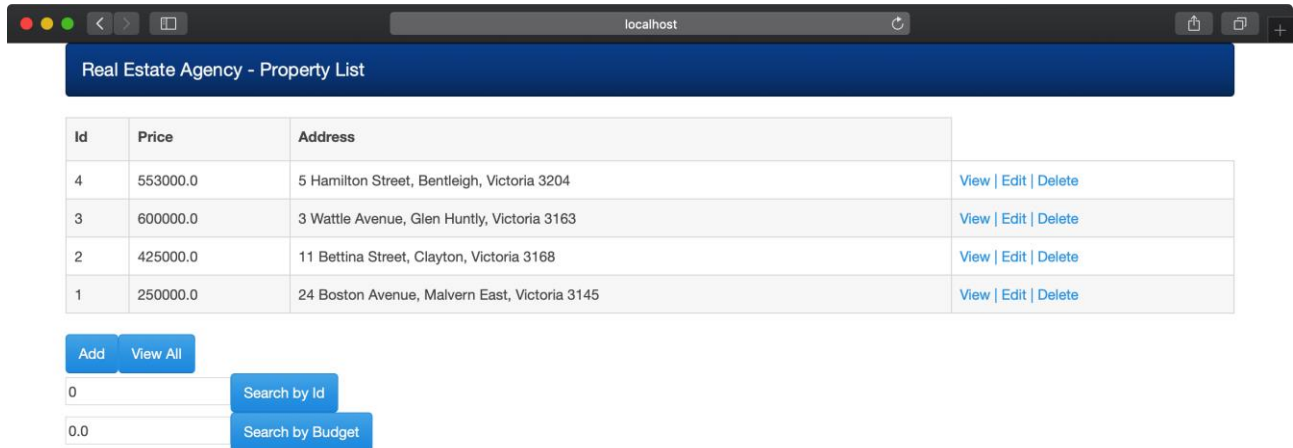 localhost
Real Estate Agency - Property List
Id Price Address
4 553000.0 5 Hamilton Street, Bentleigh, Victoria 3204 View | Edit | Delete
3 600000.0 3 Wattle Avenue, Glen Huntly, Victoria 3163 View | Edit | Delete
2 425000.0 11 Bettina Street, Clayton, Victoria 3168 View | Edit | Delete
1 250000.0 24 Boston Avenue, Malvern East, Victoria 3145 View | Edit | Delete
Add View All
0 Search by Id
0.0 Search by Budget